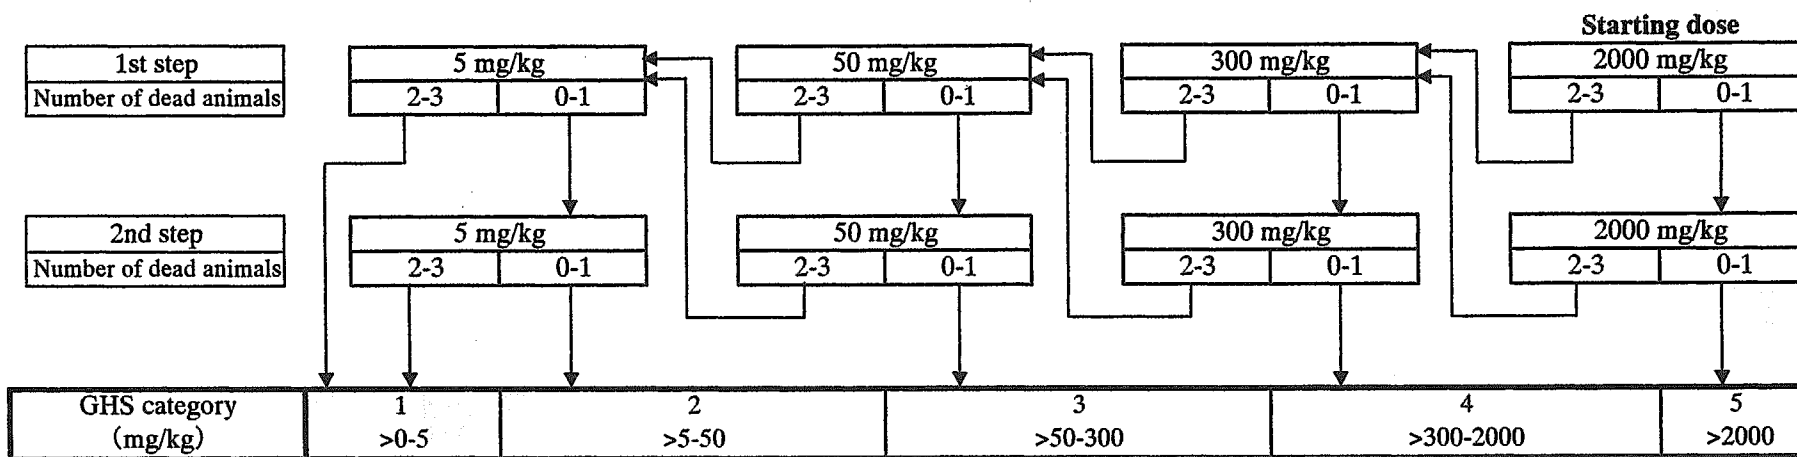 Starting dose
1st step 5 mg/kg 50 mg/kg 300 mg/kg 2000 mg/kg
Number of dead animals 2-3 0-1 2-3 0-1 2-3 0-1 2-3 0-1
2nd step 5 mg/kg 50 mg/kg 300 mg/kg 2000 mg/kg
Number of dead animals 2-3 0-1 2-3 0-1 2-3 0-1 2-3 0-1
GHS category 1 2 3 4 5
(mg/kg) >0-5 >5-50 >50-300 >300-2000 >2000